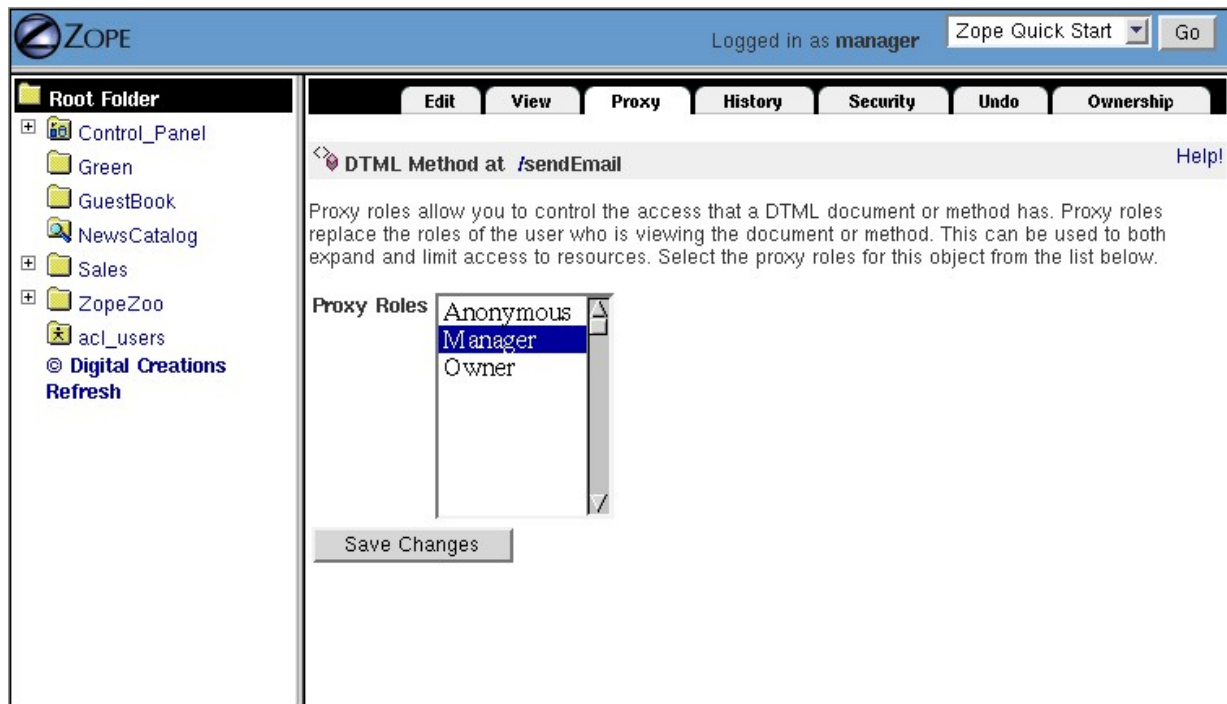 ZOPE
Logged in as manager
Zope Quick Start
Go
Root Folder
Control_Panel
Green
GuestBook
NewsCatalog
Sales
ZopeZoo
acl_users
© Digital Creations
Refresh
Edit View Proxy History Security Undo Ownership
DTML Method at /sendEmail
Help!
Proxy roles allow you to control the access that a DTML document or method has. Proxy roles
replace the roles of the user who is viewing the document or method. This can be used to both
expand and limit access to resources. Select the proxy roles for this object from the list below.
Proxy Roles
Anonymous
Manager
Owner
Save Changes